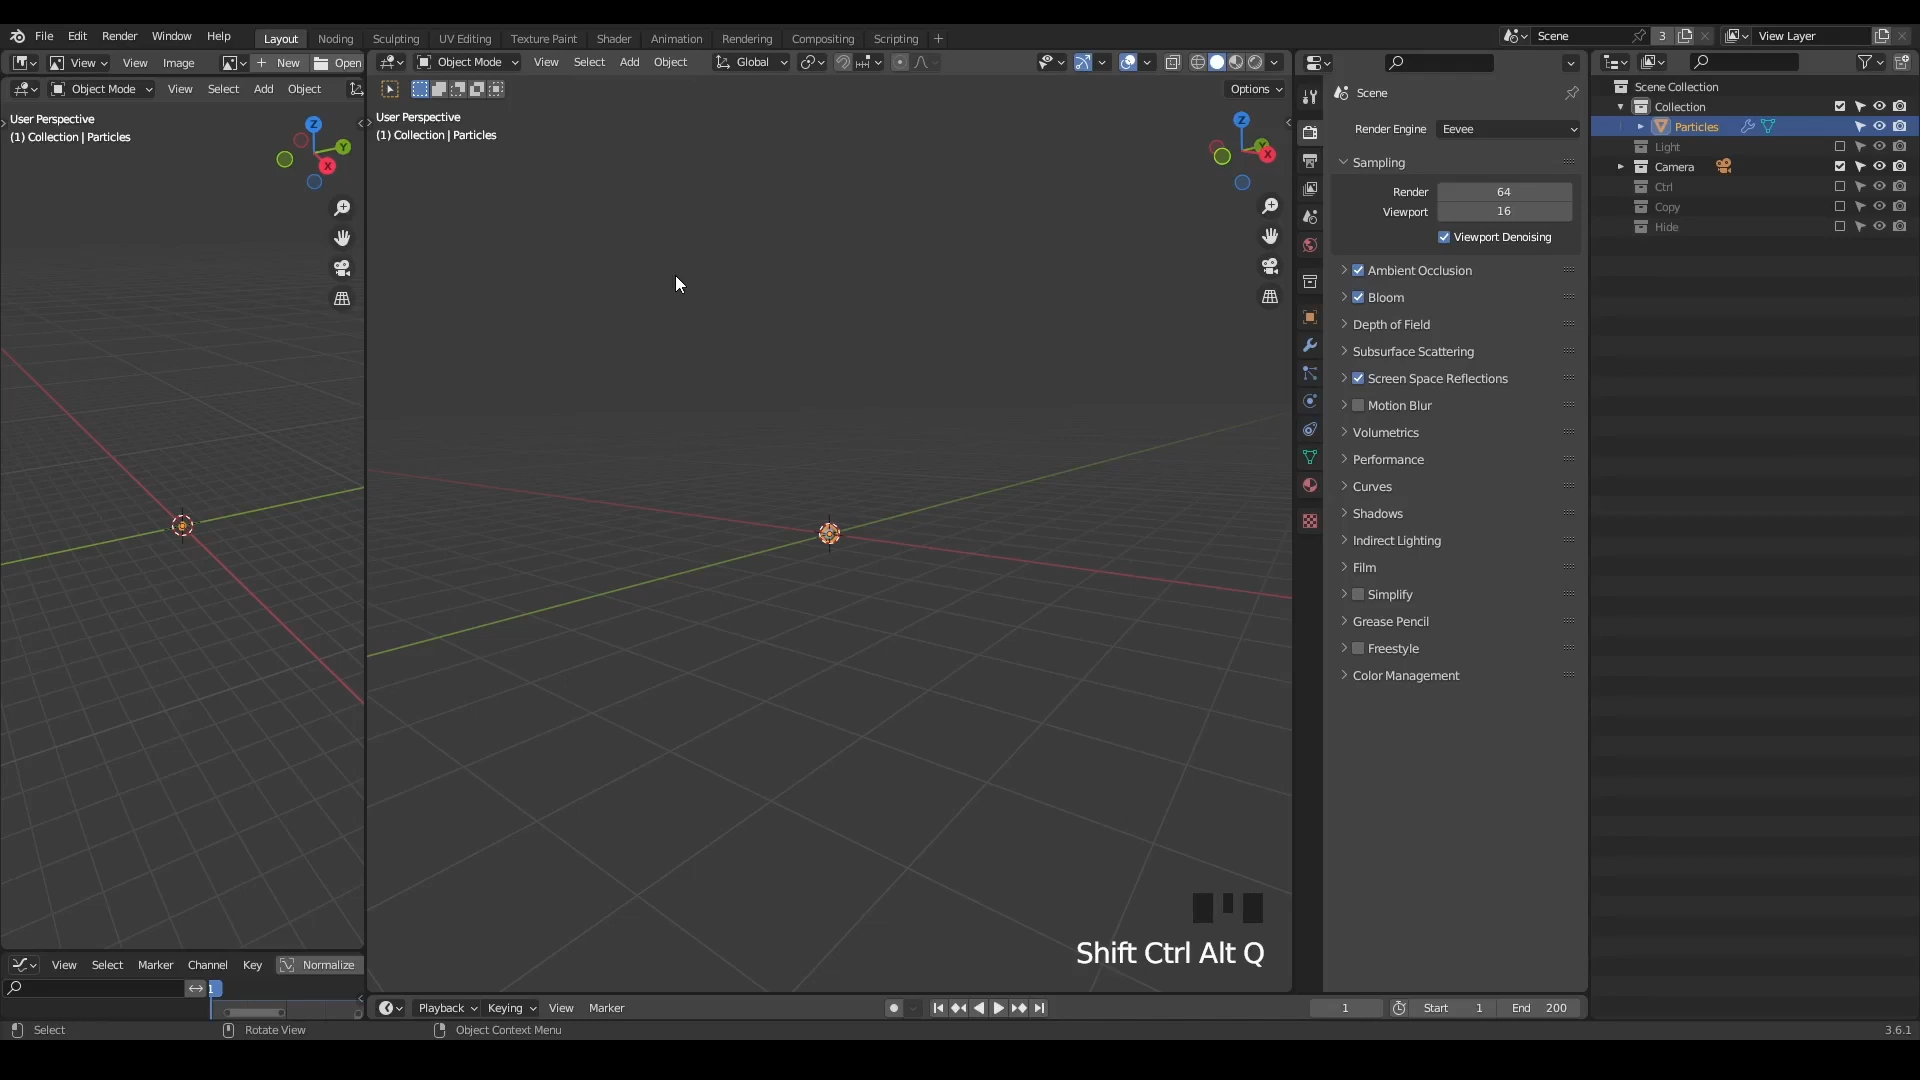 File Edit Render Window Help
Layout Noding Sculpting UV Editing Texture Paint Shader Animation Rendering Compositing Scripting
Scene 3 View Layer
View View Image New Open
Object Mode View Select Add Object Global
Object Mode View Select Add Object
Options
User Perspective
(1) Collection | Particles
Z
Y
X
User Perspective
(1) Collection | Particles
Z
Y
X
Shift Ctrl Alt Q
Scene
Render Engine Eevee
Sampling
Render 64
Viewport 16
Viewport Denoising
Ambient Occlusion
Bloom
Depth of Field
Subsurface Scattering
Screen Space Reflections
Motion Blur
Volumetrics
Performance
Curves
Shadows
Indirect Lighting
Film
Simplify
Grease Pencil
Freestyle
Color Management
Scene Collection
Collection
Particles
Light
Camera
Ctrl
Copy
Hide
View Select Marker Channel Key Normalize
1
Playback Keying View Marker
1 Start 1 End 200
Select Rotate View Object Context Menu
3.6.1